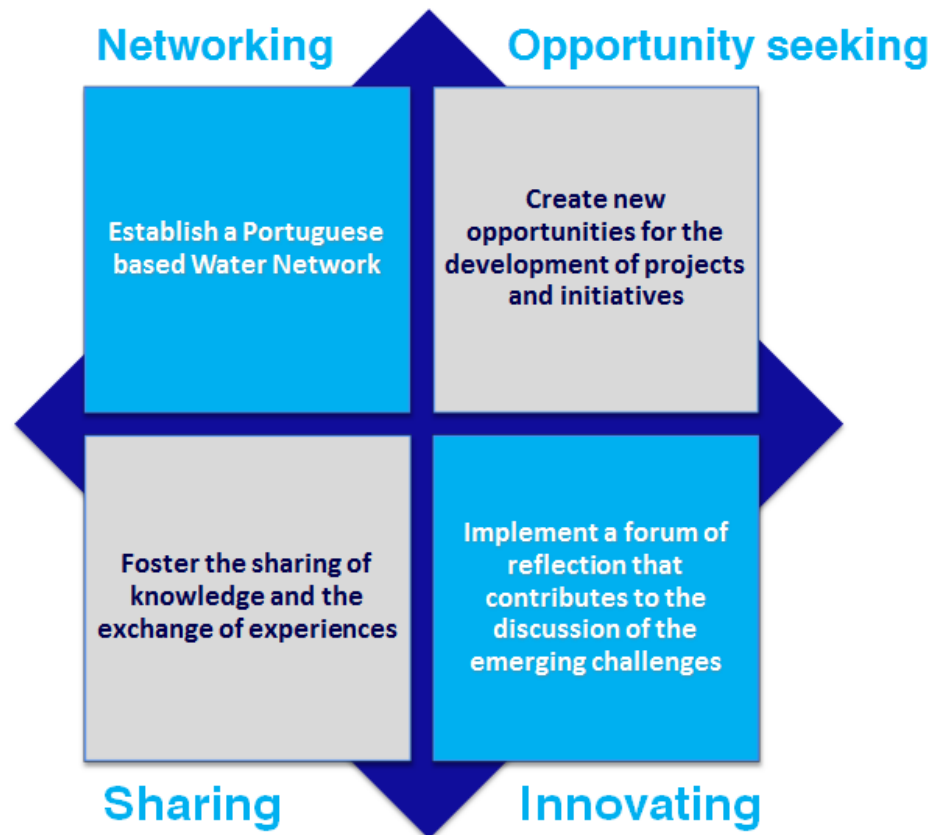 Networking
Opportunity seeking
Establish a Portuguese
based Water Network
Create new
opportunities for the
development of projects
and initiatives
Foster the sharing of
knowledge and the
exchange of experiences
Implement a forum of
reflection that
contributes to the
discussion of the
emerging challenges
Sharing
Innovating